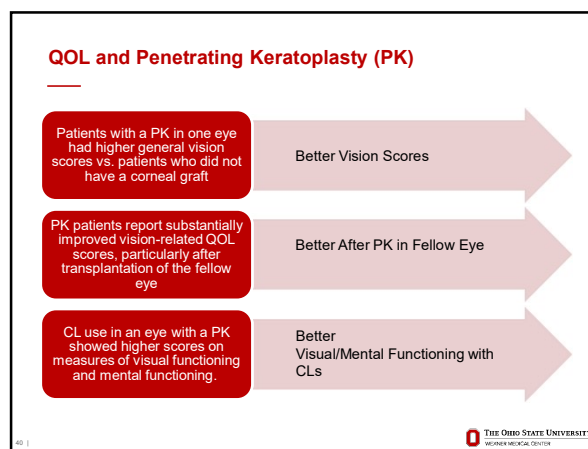 QOL and Penetrating Keratoplasty (PK)
Patients with a PK in one eye
had higher general vision
scores vs. patients who did not
have a corneal graft
Better Vision Scores
PK patients report substantially
improved vision-related QOL
scores, particularly after
transplantation of the fellow
eye
Better After PK in Fellow Eye
CL use in an eye with a PK
showed higher scores on
measures of visual functioning
and mental functioning.
Better
Visual/Mental Functioning with
CLs
40 |
THE OHIO STATE UNIVERSITY
WEXNER MEDICAL CENTER